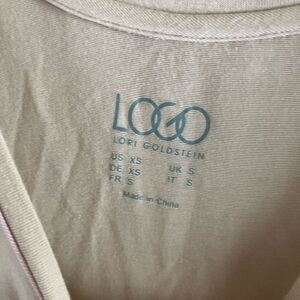 LOGO
LORI GOLDSTEIN
US XS UK S
DE XS IT S
FR S
Made in China